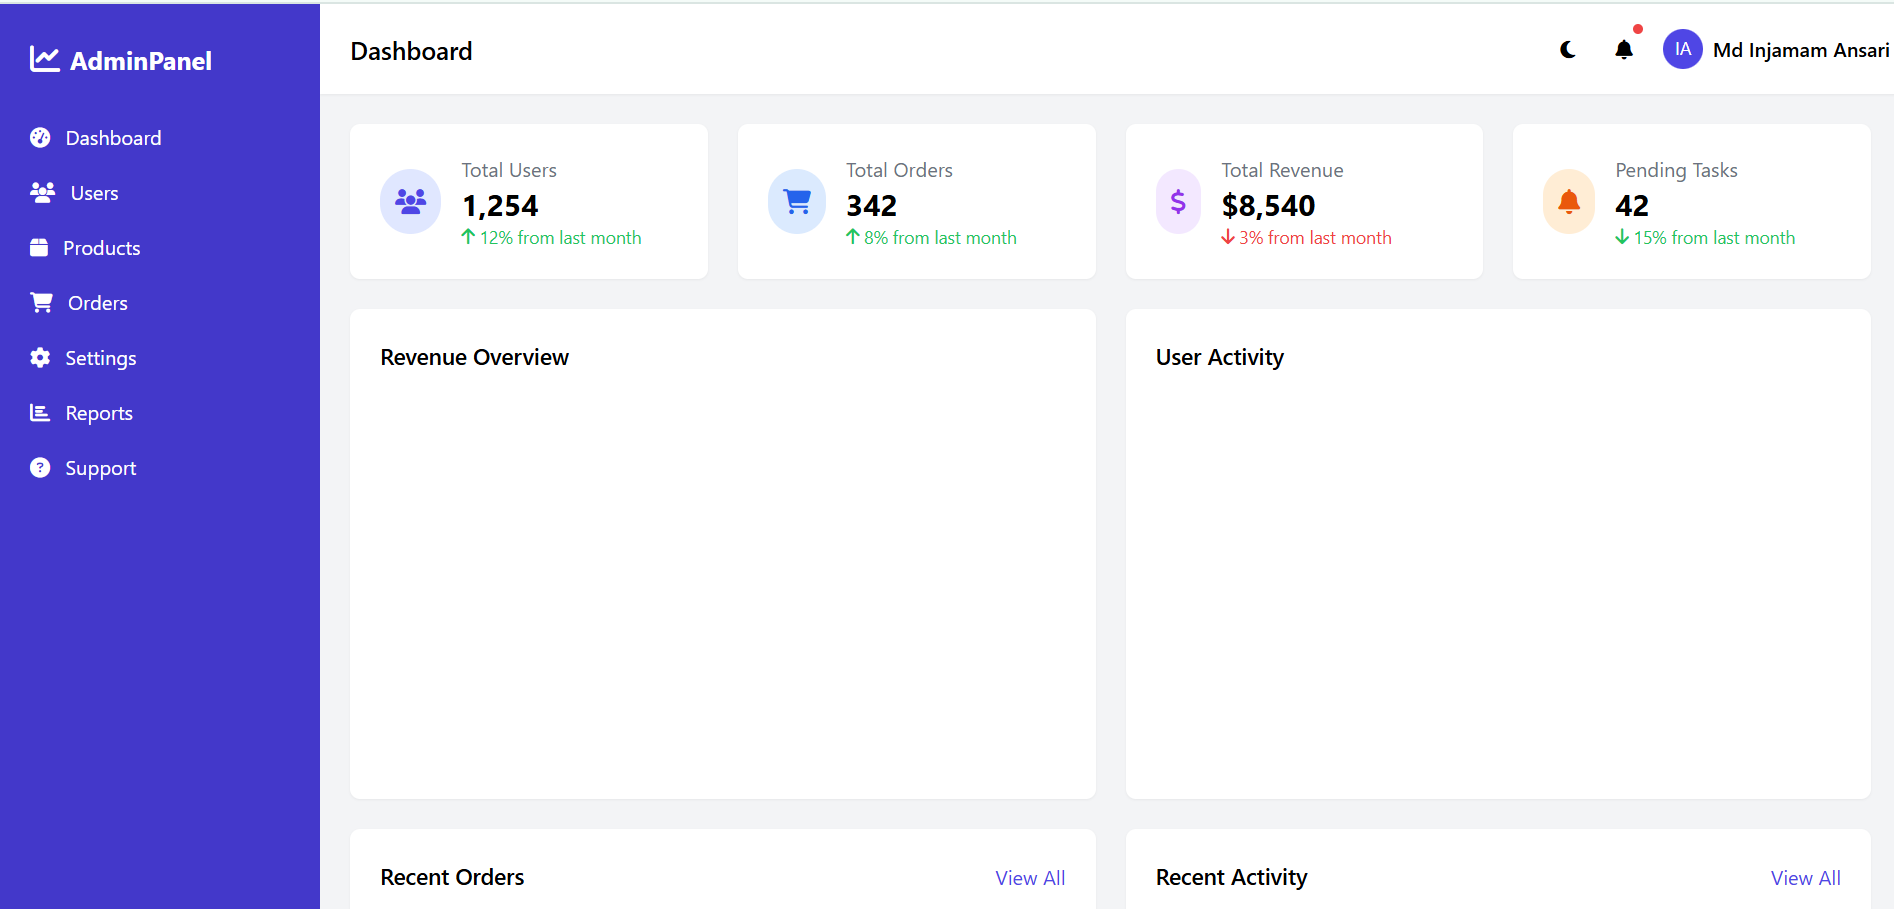 AdminPanel
Dashboard
Users
Products
Orders
Settings
Reports
Support
Dashboard
IA Md Injamam Ansari
Total Users
1,254
12% from last month
Total Orders
342
8% from last month
Total Revenue
$8,540
3% from last month
Pending Tasks
42
15% from last month
Revenue Overview
User Activity
Recent Orders View All
Recent Activity View All